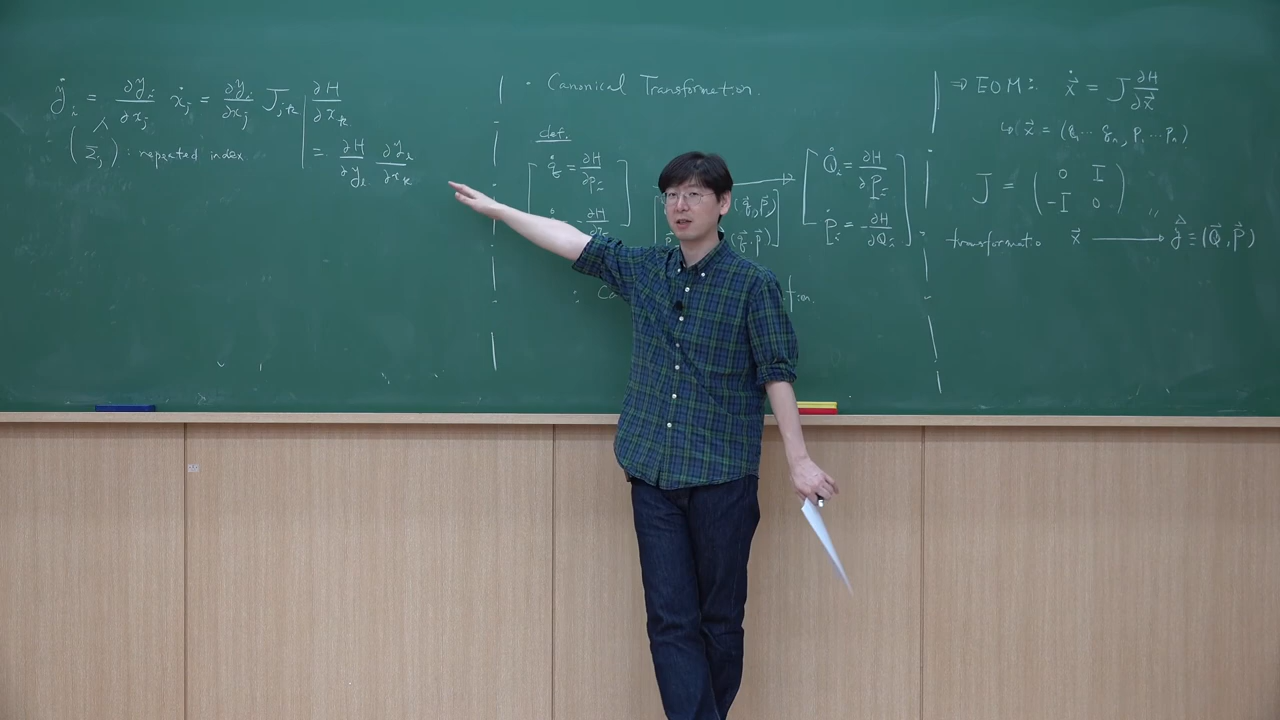 ẏ_i = ∂y_i/∂x_j ẋ_j = ∂y_i/∂x_j J_jk ∂H/∂x_k
(Σ_j) : repeated index
= ∂H/∂y_l ∂y_l/∂x_k
· Canonical Transformation.
def.
q̇ = ∂H/∂p_i
-∂H/∂q_i
(q⃗, p⃗)
(q⃗, p⃗)
Q̇_i = ∂H/∂P_i
Ṗ_i = -∂H/∂Q_i
⇒ EOM: ẋ⃗ = J ∂H/∂x⃗
↳ x⃗ = (q_1 ⋯ q_n, p_1 ⋯ p_n)
J = ( 0 I
-I 0 )
transformatio x⃗ ⟶ y⃗ ≡ (Q⃗, P⃗)